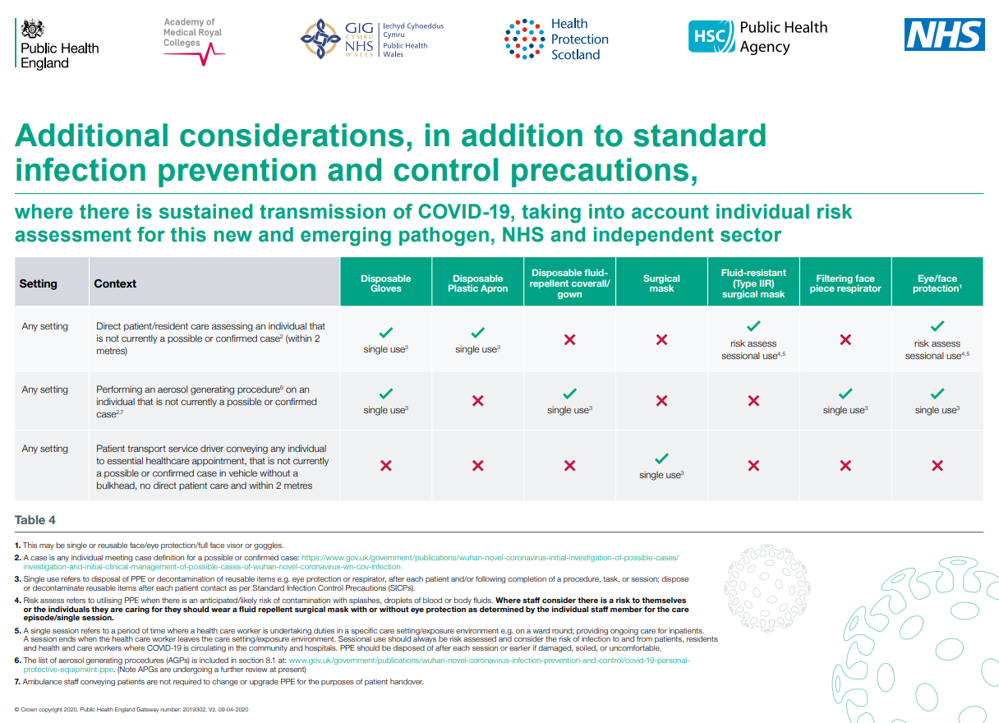 Public Health
England
Academy of
Medical Royal
Colleges
GIG
CYMRU
NHS
WALES
Iechyd Cyhoeddus
Cymru
Public Health
Wales
Health
Protection
Scotland
HSC
Public Health
Agency
NHS
Additional considerations, in addition to standard
infection prevention and control precautions,
where there is sustained transmission of COVID-19, taking into account individual risk
assessment for this new and emerging pathogen, NHS and independent sector
Setting
Context
Disposable
Gloves
Disposable
Plastic Apron
Disposable fluid-
repellent coverall/
gown
Surgical
mask
Fluid-resistant
(Type IIR)
surgical mask
Filtering face
piece respirator
Eye/face
protection¹
Any setting
Direct patient/resident care assessing an individual that
is not currently a possible or confirmed case² (within 2
metres)
✓
single use³
✓
single use³
✕
✕
✓
risk assess
sessional use⁴,⁵
✕
✓
risk assess
sessional use⁴,⁵
Any setting
Performing an aerosol generating procedure⁶ on an
individual that is not currently a possible or confirmed
case²,⁷
✓
single use³
✕
✓
single use³
✕
✕
✓
single use³
✓
single use³
Any setting
Patient transport service driver conveying any individual
to essential healthcare appointment, that is not currently
a possible or confirmed case in vehicle without a
bulkhead, no direct patient care and within 2 metres
✕
✕
✕
✓
single use³
✕
✕
✕
Table 4
1. This may be single or reusable face/eye protection/full face visor or goggles.
2. A case is any individual meeting case definition for a possible or confirmed case: https://www.gov.uk/government/publications/wuhan-novel-coronavirus-initial-investigation-of-possible-cases/
investigation-and-initial-clinical-management-of-possible-cases-of-wuhan-novel-coronavirus-wn-cov-infection
3. Single use refers to disposal of PPE or decontamination of reusable items e.g. eye protection or respirator, after each patient and/or following completion of a procedure, task, or session; dispose
or decontaminate reusable items after each patient contact as per Standard Infection Control Precautions (SICPs).
4. Risk assess refers to utilising PPE when there is an anticipated/likely risk of contamination with splashes, droplets of blood or body fluids. Where staff consider there is a risk to themselves
or the individuals they are caring for they should wear a fluid repellent surgical mask with or without eye protection as determined by the individual staff member for the care
episode/single session.
5. A single session refers to a period of time where a health care worker is undertaking duties in a specific care setting/exposure environment e.g. on a ward round; providing ongoing care for inpatients.
A session ends when the health care worker leaves the care setting/exposure environment. Sessional use should always be risk assessed and consider the risk of infection to and from patients, residents
and health and care workers where COVID-19 is circulating in the community and hospitals. PPE should be disposed of after each session or earlier if damaged, soiled, or uncomfortable.
6. The list of aerosol generating procedures (AGPs) is included in section 8.1 at: www.gov.uk/government/publications/wuhan-novel-coronavirus-infection-prevention-and-control/covid-19-personal-
protective-equipment-ppe. (Note APGs are undergoing a further review at present)
7. Ambulance staff conveying patients are not required to change or upgrade PPE for the purposes of patient handover.
© Crown copyright 2020. Public Health England Gateway number: 2019302. V2. 09-04-2020